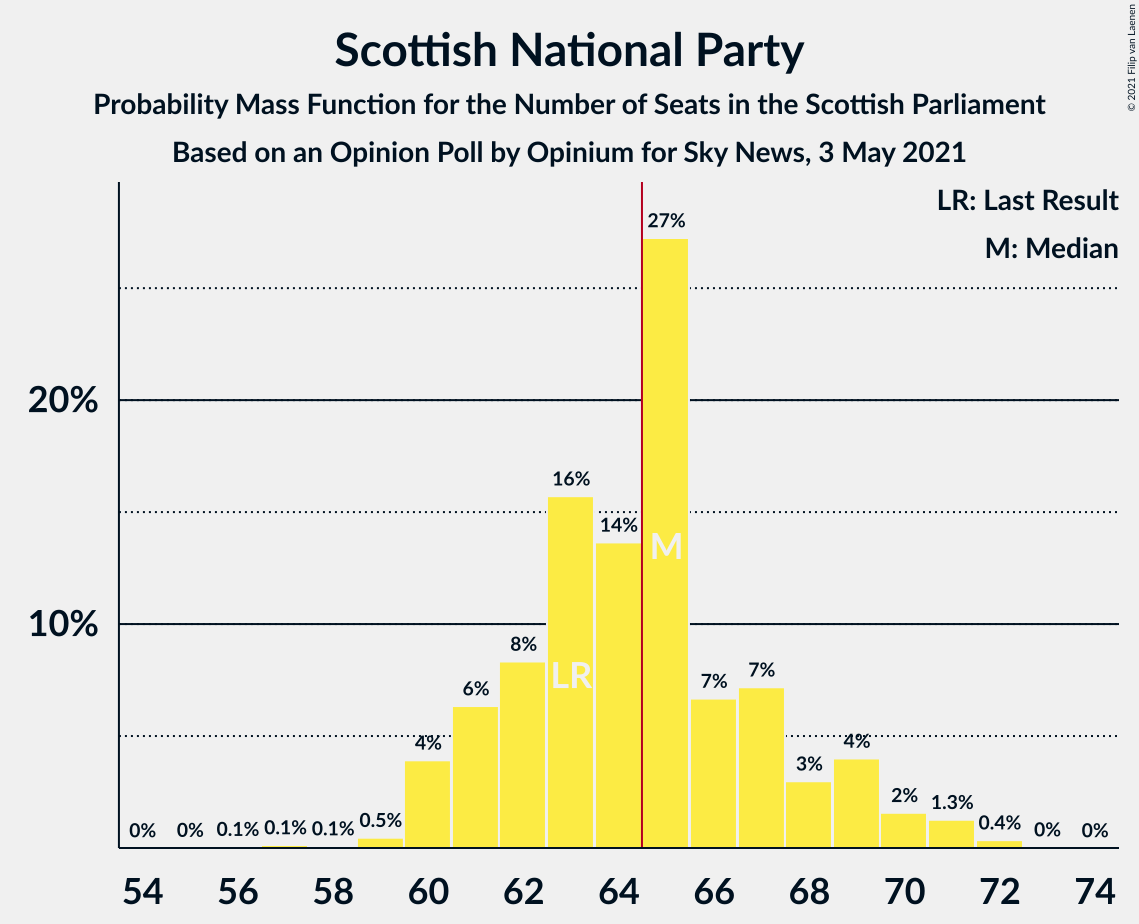 Scottish National Party
Probability Mass Function for the Number of Seats in the Scottish Parliament
Based on an Opinion Poll by Opinium for Sky News, 3 May 2021
© 2021 Filip van Laenen
LR: Last Result
M: Median
20%
10%
0% 0% 0.1% 0.1% 0.1% 0.5% 4% 6% 8% 16% 14% 27% 7% 7% 3% 4% 2% 1.3% 0.4% 0% 0%
LR M
54 56 58 60 62 64 66 68 70 72 74